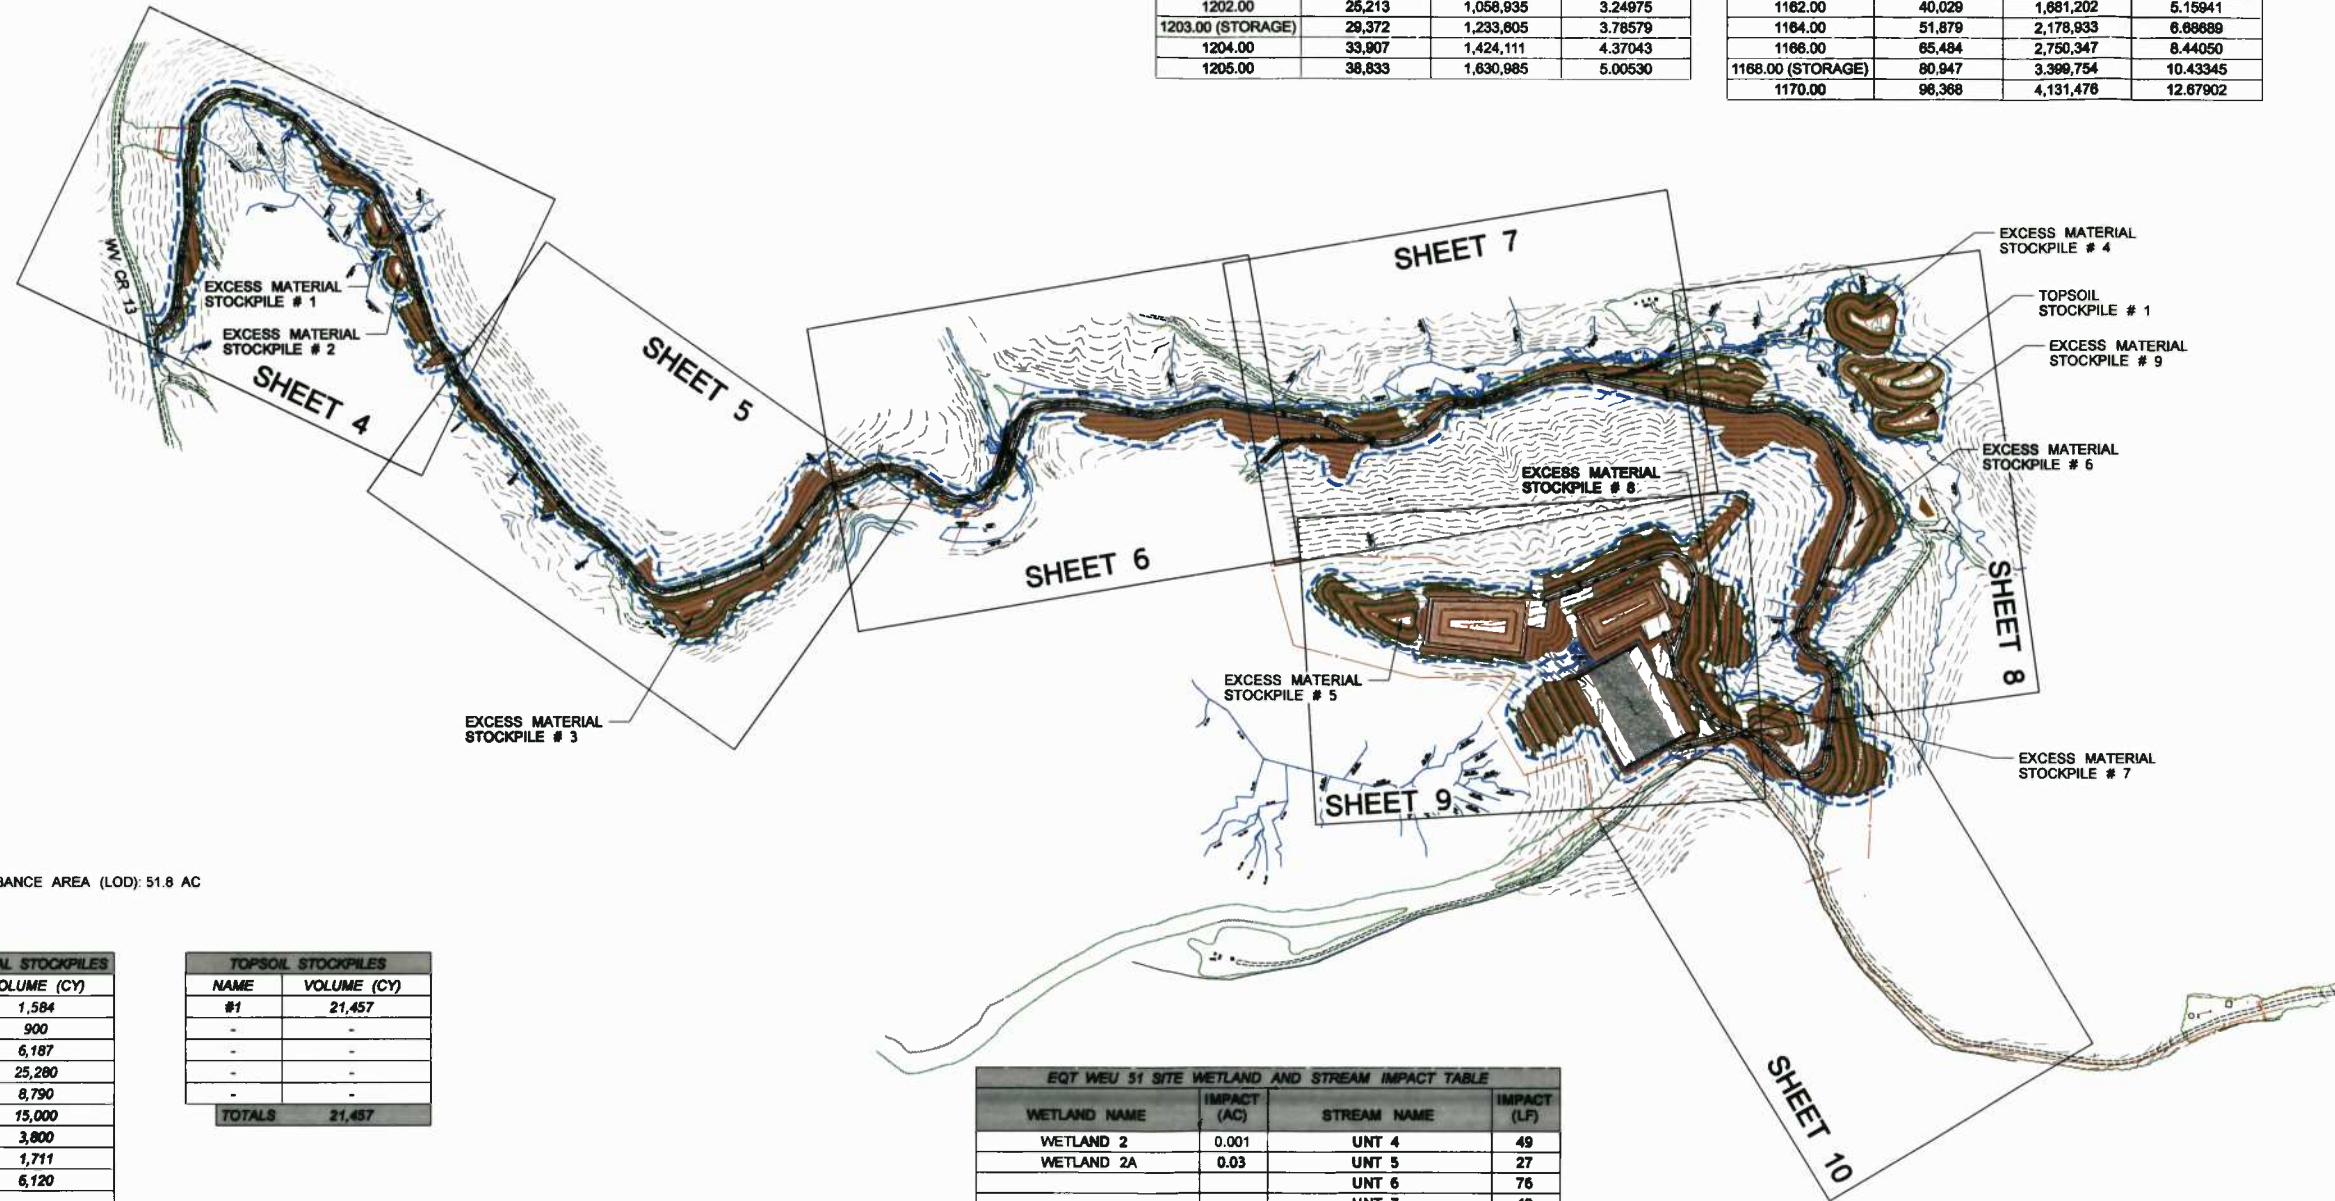 1202.00 25,213 1,058,935 3.24975
1203.00 (STORAGE) 29,372 1,233,605 3.78579
1204.00 33,907 1,424,111 4.37043
1205.00 38,833 1,630,985 5.00530
1162.00 40,029 1,681,202 5.15941
1164.00 51,879 2,178,933 6.68689
1166.00 65,484 2,750,347 8.44050
1168.00 (STORAGE) 80,947 3,399,754 10.43345
1170.00 98,368 4,131,476 12.67902
WV CR 13
EXCESS MATERIAL
STOCKPILE # 1
EXCESS MATERIAL
STOCKPILE # 2
SHEET 4
SHEET 5
EXCESS MATERIAL
STOCKPILE # 3
SHEET 6
SHEET 7
EXCESS MATERIAL
STOCKPILE # 4
TOPSOIL
STOCKPILE # 1
EXCESS MATERIAL
STOCKPILE # 9
EXCESS MATERIAL
STOCKPILE # 6
EXCESS MATERIAL
STOCKPILE # 8
SHEET 8
EXCESS MATERIAL
STOCKPILE # 5
EXCESS MATERIAL
STOCKPILE # 7
SHEET 9
SHEET 10
BANCE AREA (LOD): 51.8 AC
AL STOCKPILES
OLUME (CY)
1,584
900
6,187
25,280
8,790
15,000
3,800
1,711
6,120
TOPSOIL STOCKPILES
NAME VOLUME (CY)
#1 21,457
- -
- -
- -
- -
TOTALS 21,457
EQT WEU 51 SITE WETLAND AND STREAM IMPACT TABLE
WETLAND NAME IMPACT (AC) STREAM NAME IMPACT (LF)
WETLAND 2 0.001 UNT 4 49
WETLAND 2A 0.03 UNT 5 27
UNT 6 76